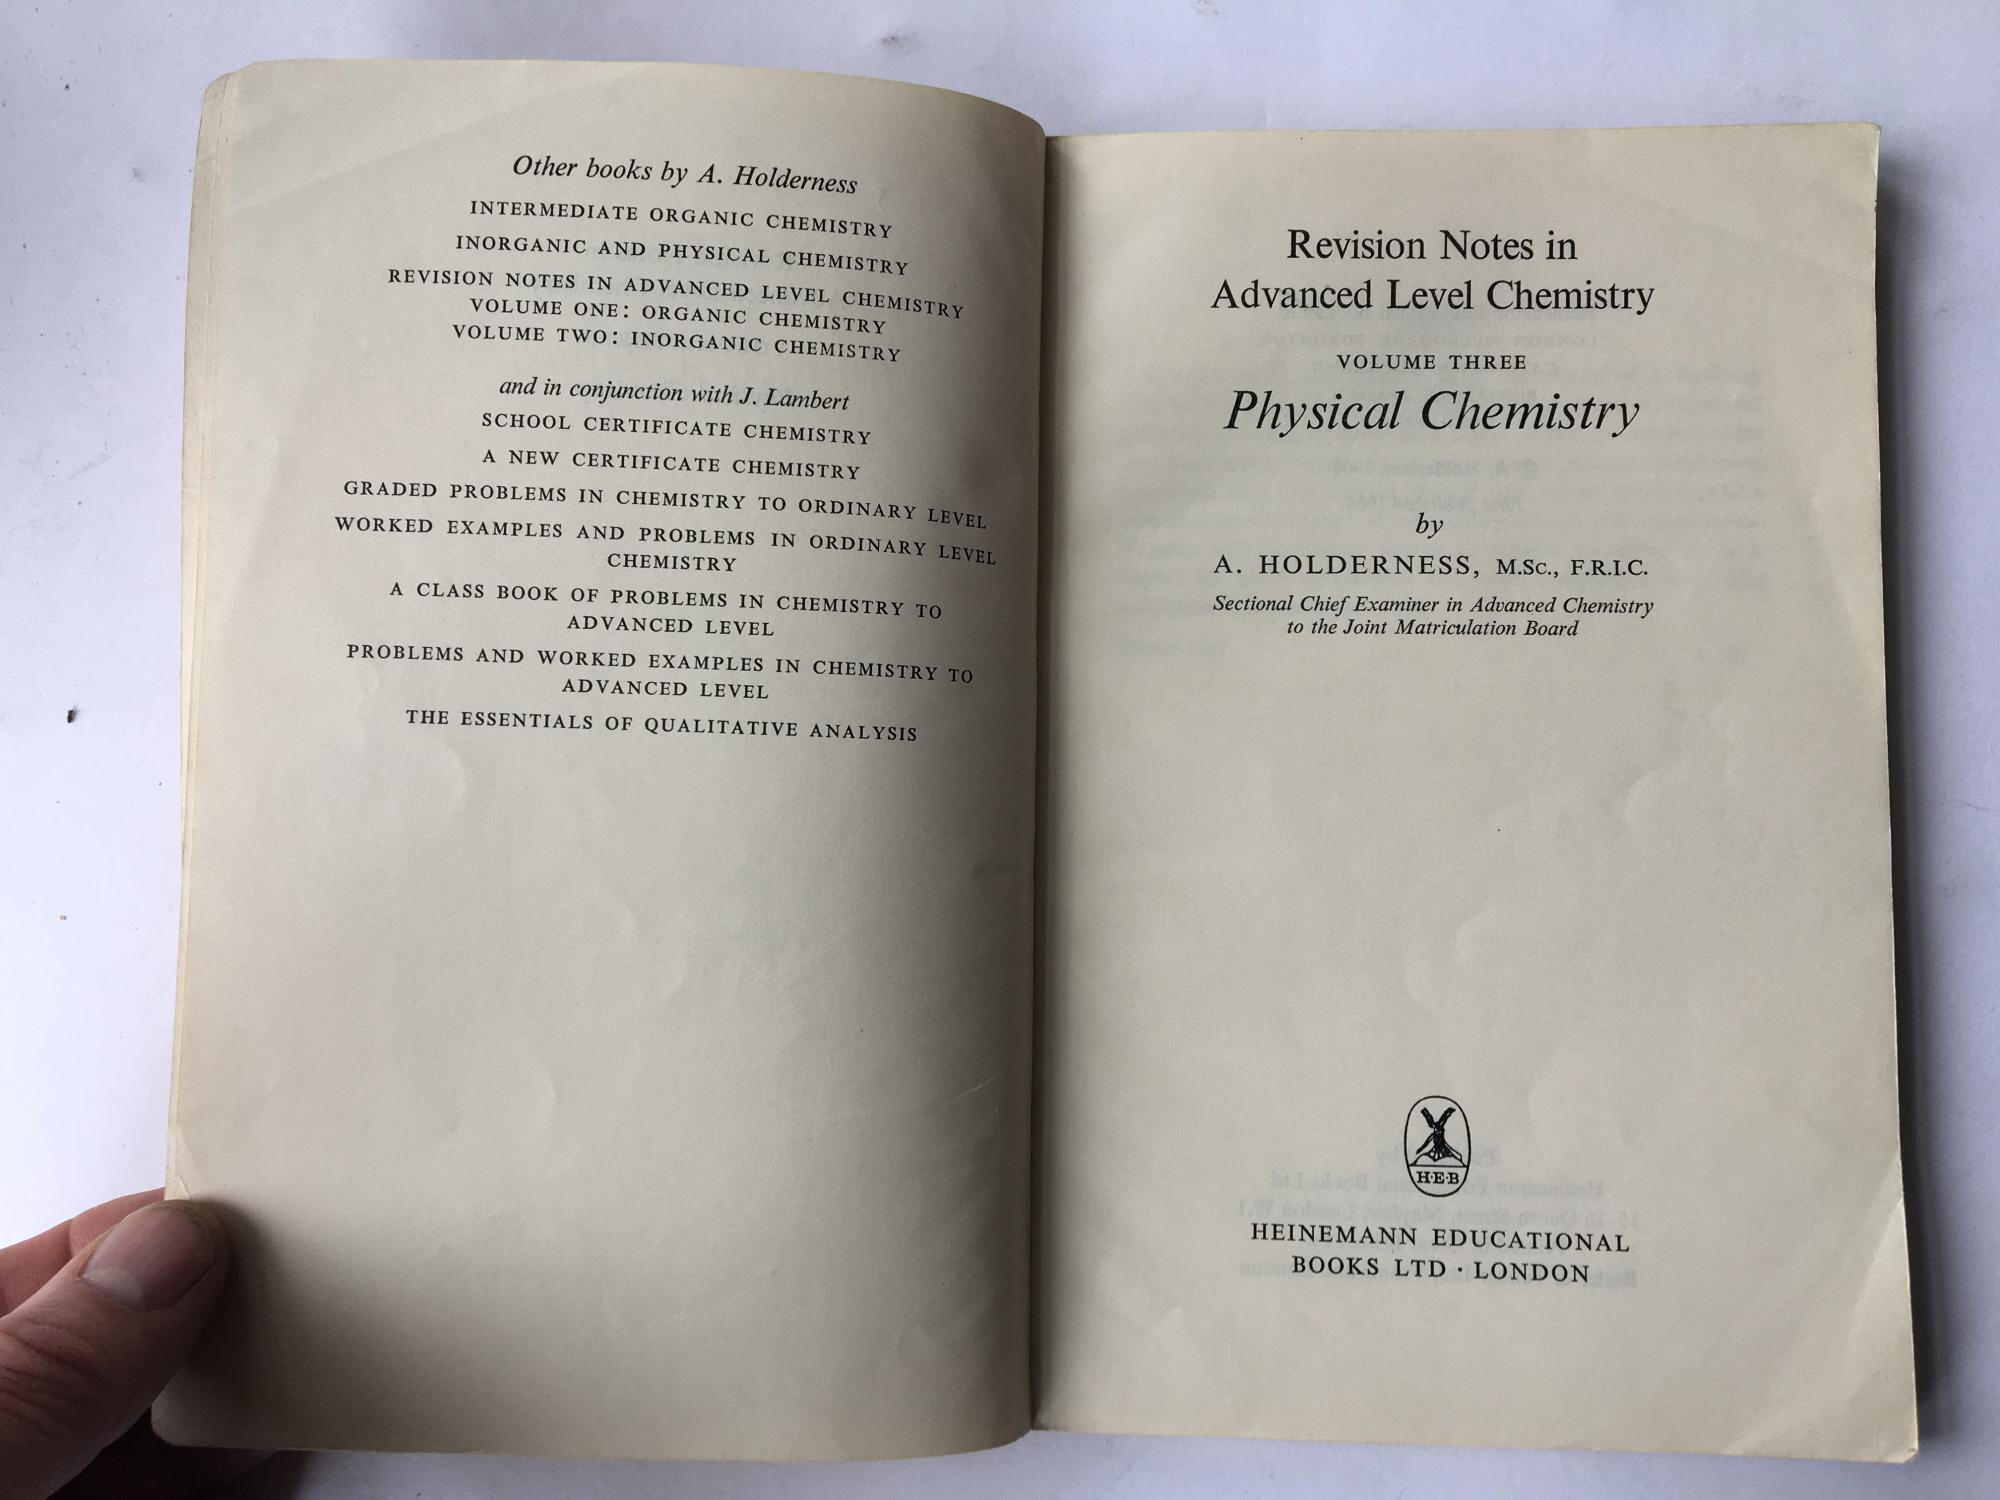 Other books by A. Holderness
INTERMEDIATE ORGANIC CHEMISTRY
INORGANIC AND PHYSICAL CHEMISTRY
REVISION NOTES IN ADVANCED LEVEL CHEMISTRY
VOLUME ONE: ORGANIC CHEMISTRY
VOLUME TWO: INORGANIC CHEMISTRY
and in conjunction with J. Lambert
SCHOOL CERTIFICATE CHEMISTRY
A NEW CERTIFICATE CHEMISTRY
GRADED PROBLEMS IN CHEMISTRY TO ORDINARY LEVEL
WORKED EXAMPLES AND PROBLEMS IN ORDINARY LEVEL
CHEMISTRY
A CLASS BOOK OF PROBLEMS IN CHEMISTRY TO
ADVANCED LEVEL
PROBLEMS AND WORKED EXAMPLES IN CHEMISTRY TO
ADVANCED LEVEL
THE ESSENTIALS OF QUALITATIVE ANALYSIS
Revision Notes in
Advanced Level Chemistry
VOLUME THREE
Physical Chemistry
by
A. HOLDERNESS, M.Sc., F.R.I.C.
Sectional Chief Examiner in Advanced Chemistry
to the Joint Matriculation Board
H·E·B
HEINEMANN EDUCATIONAL
BOOKS LTD · LONDON